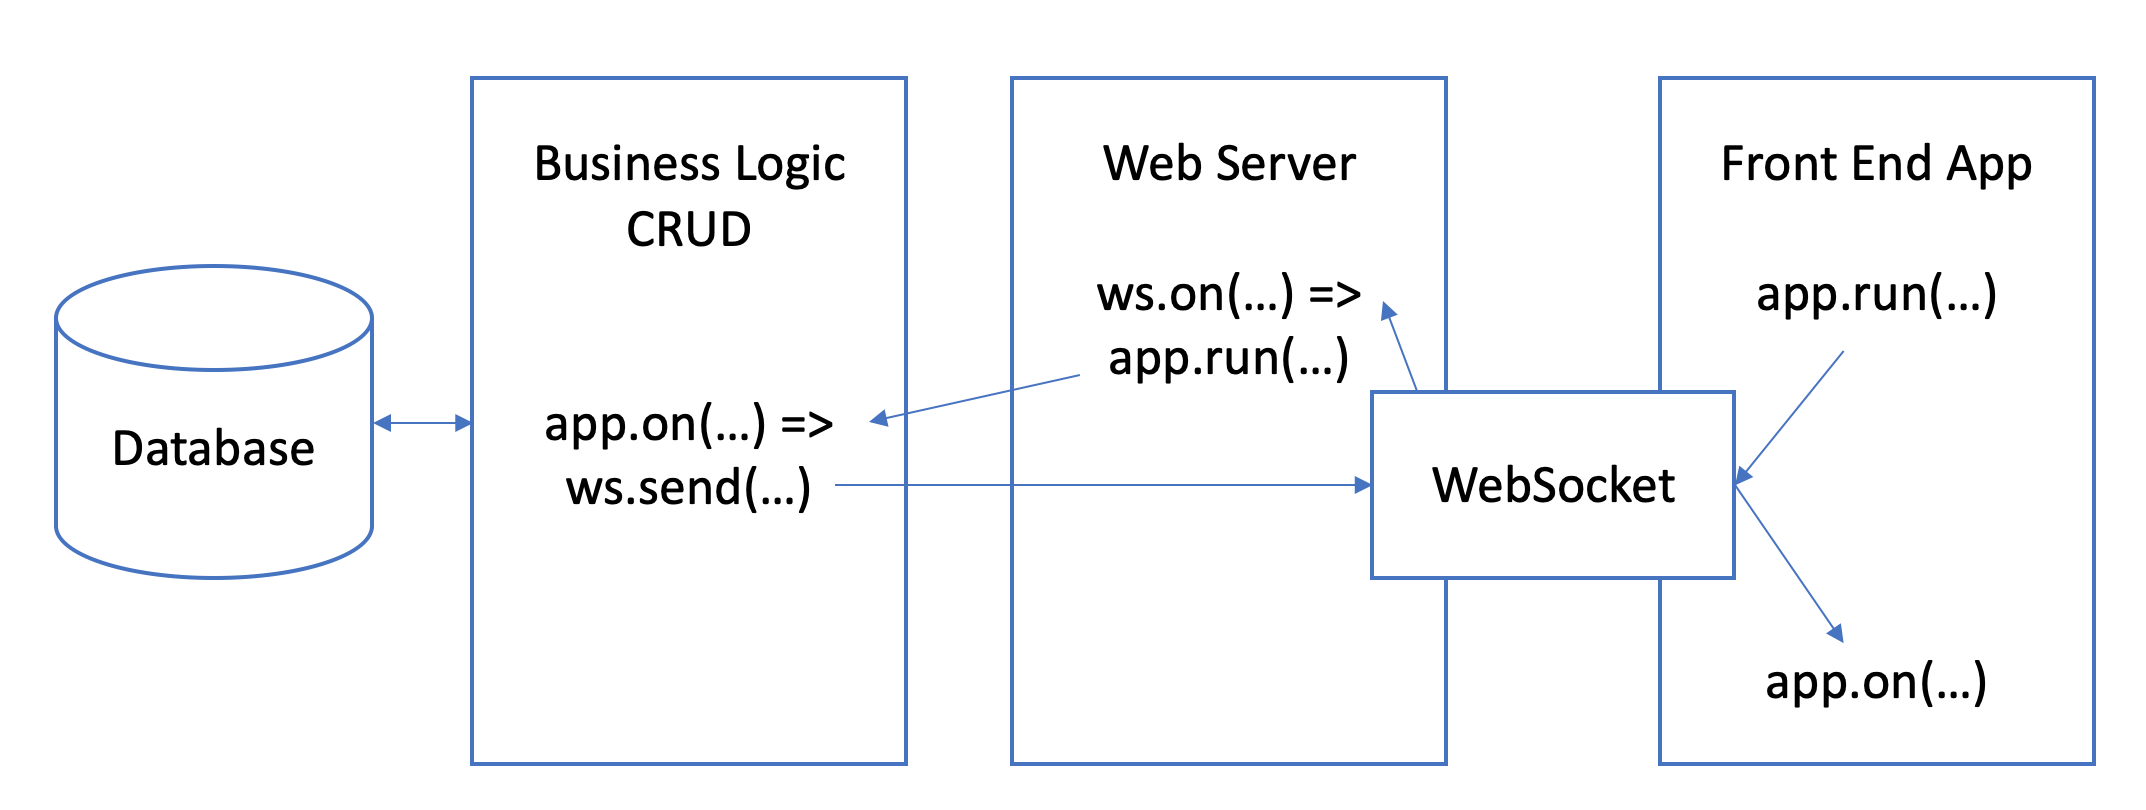 Database
Business Logic
CRUD
app.on(...) =>
ws.send(...)
Web Server
ws.on(...) =>
app.run(...)
WebSocket
Front End App
app.run(...)
app.on(...)